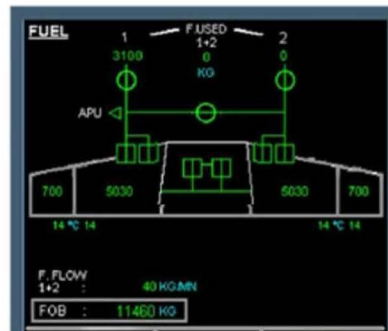 FUEL 1 F.USED 2
1+2
3100 0 0
KG
APU
700 5030 5030 700
14 °C 14 14 °C 14
F.FLOW
1+2 : 40 KG/MN
FOB : 11460 KG